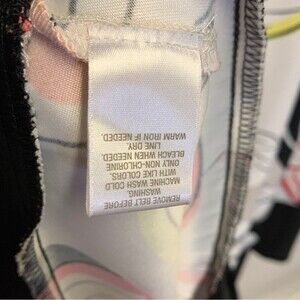 REMOVE BELT BEFORE
MACHINE WASH COLD
WITH LIKE COLORS.
ONLY NON-CHLORINE
BLEACH WHEN NEEDED.
LINE DRY.
WARM IRON IF NEEDED.